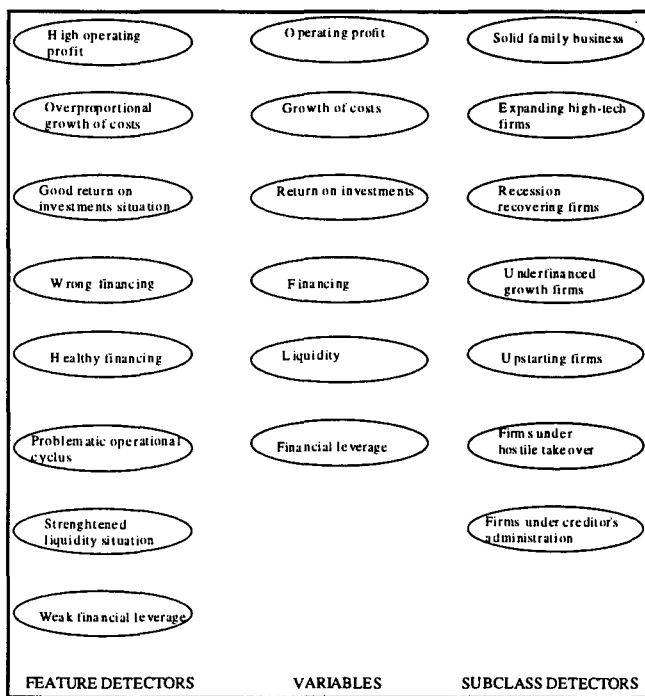 High operating
profit
Overproportional
growth of costs
Good return on
investments situation
Wrong financing
Healthy financing
Problematic operational
cyclus
Strenghtened
liquidity situation
Weak financial leverage
FEATURE DETECTORS
Operating profit
Growth of costs
Return on investments
Financing
Liquidity
Financial leverage
VARIABLES
Solid family business
Expanding high-tech
firms
Recession
recovering firms
Underfinanced
growth firms
Upstarting firms
Firms under
hostile takeover
Firms under creditor's
administration
SUBCLASS DETECTORS